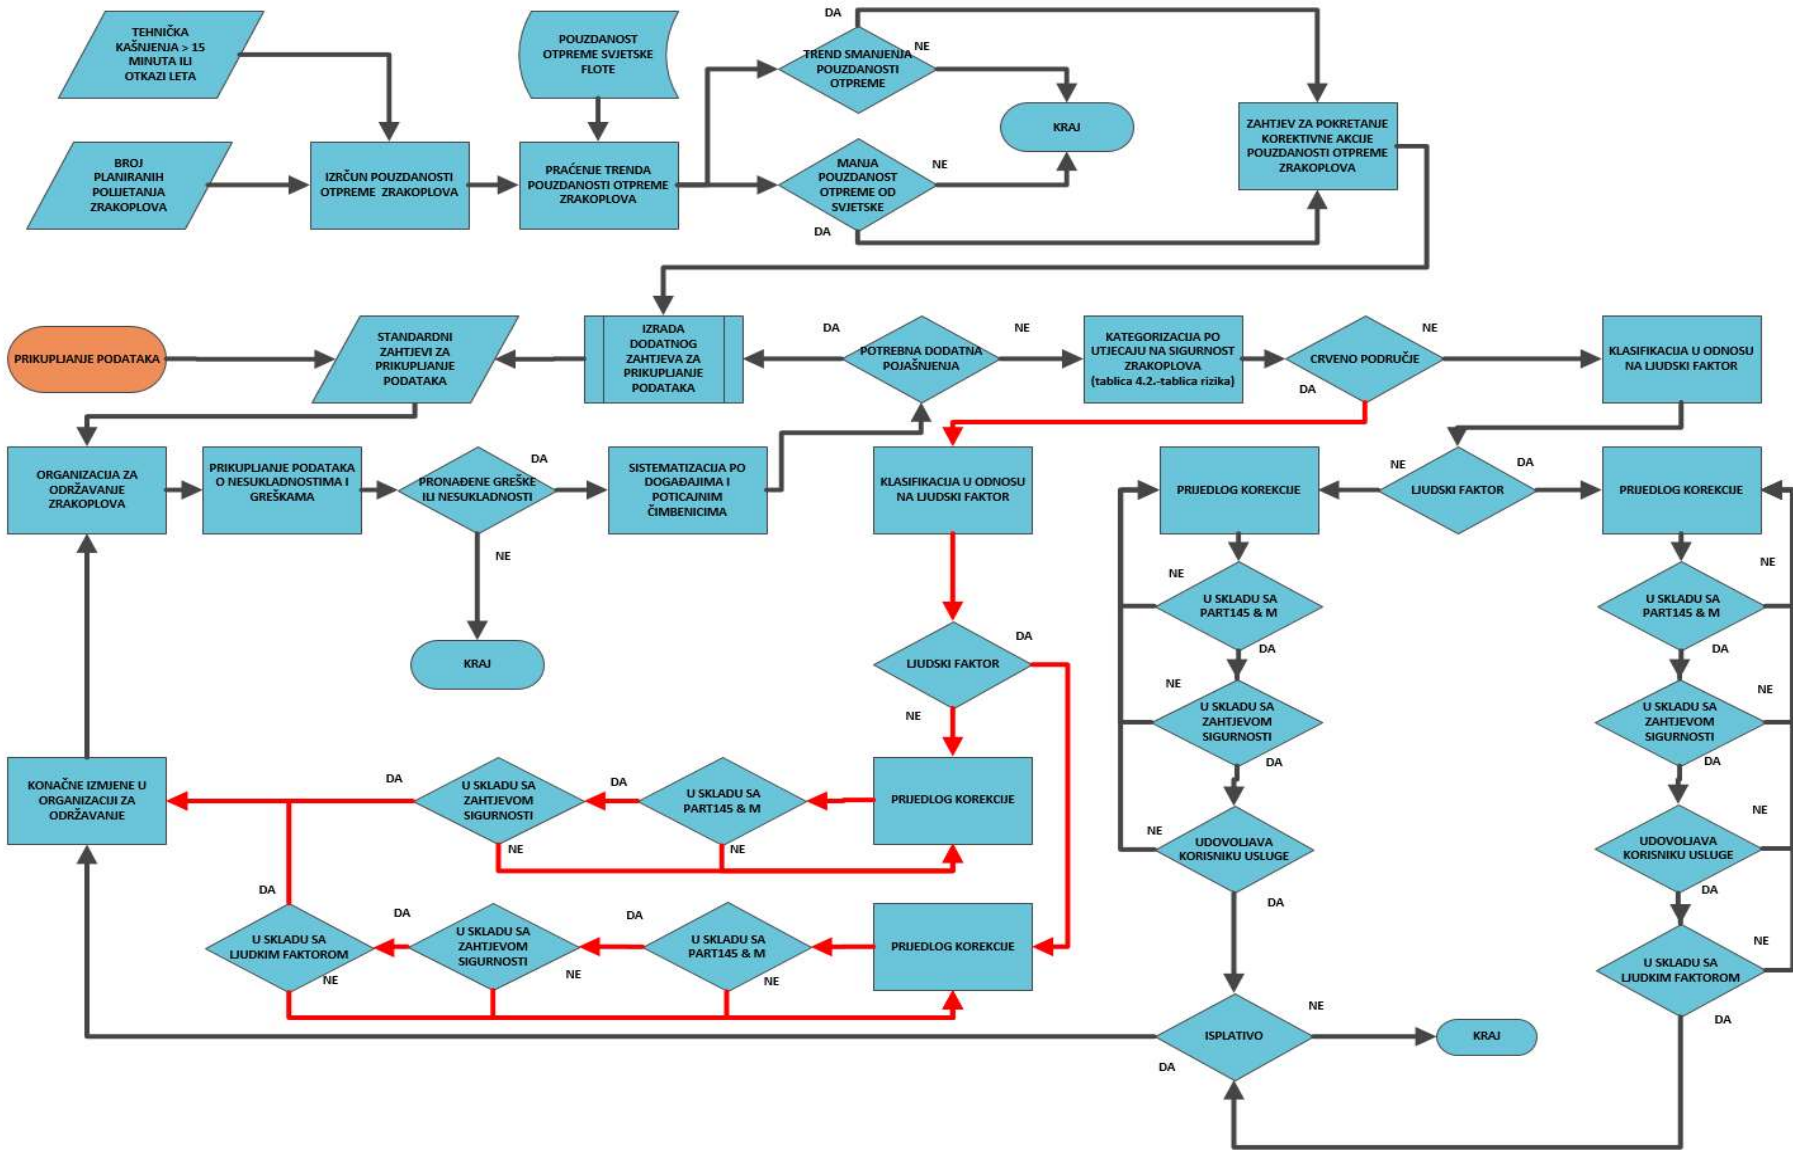 TEHNIČKA
KAŠNJENJA > 15
MINUTA ILI
OTKAZI LETA
POUZDANOST
OTPREME SVJETSKE
FLOTE
DA
TREND SMANJENJA
POUZDANOSTI
OTPREME
NE
KRAJ
ZAHTJEV ZA POKRETANJE
KOREKTIVNE AKCIJE
POUZDANOSTI OTPREME
ZRAKOPLOVA
BROJ
PLANIRANIH
POLIJETANJA
ZRAKOPLOVA
IZRČUN POUZDANOSTI
OTPREME ZRAKOPLOVA
PRAĆENJE TRENDA
POUZDANOSTI OTPREME
ZRAKOPLOVA
MANJA
POUZDANOST
OTPREME OD
SVJETSKE
NE
DA
PRIKUPLJANJE PODATAKA
STANDARDNI
ZAHTJEVI ZA
PRIKUPLJANJE
PODATAKA
IZRADA
DODATNOG
ZAHTJEVA ZA
PRIKUPLJANJE
PODATAKA
DA
POTREBNA DODATNA
POJAŠNJENJA
NE
KATEGORIZACIJA PO
UTJECAJU NA SIGURNOST
ZRAKOPLOVA
(tablica 4.2.-tablica rizika)
CRVENO PODRUČJE
NE
DA
KLASIFIKACIJA U ODNOSU
NA LJUDSKI FAKTOR
ORGANIZACIJA ZA
ODRŽAVANJE
ZRAKOPLOVA
PRIKUPLJANJE PODATAKA
O NESUKLADNOSTIMA I
GREŠKAMA
PRONAĐENE GREŠKE
ILI NESUKLADNOSTI
DA
NE
SISTEMATIZACIJA PO
DOGAĐAJIMA I
POTICAJNIM
ČIMBENICIMA
KLASIFIKACIJA U ODNOSU
NA LJUDSKI FAKTOR
PRIJEDLOG KOREKCIJE
NE
LJUDSKI FAKTOR
DA
PRIJEDLOG KOREKCIJE
KRAJ
LJUDSKI FAKTOR
DA
NE
NE
U SKLADU SA
PART145 & M
DA
NE
U SKLADU SA
ZAHTJEVOM
SIGURNOSTI
DA
NE
UDOVOLJAVA
KORISNIKU USLUGE
DA
NE
U SKLADU SA
PART145 & M
DA
NE
U SKLADU SA
ZAHTJEVOM
SIGURNOSTI
DA
NE
UDOVOLJAVA
KORISNIKU USLUGE
DA
NE
U SKLADU SA
LJUDKIM FAKTOROM
DA
KONAČNE IZMJENE U
ORGANIZACIJI ZA
ODRŽAVANJE
DA
U SKLADU SA
ZAHTJEVOM
SIGURNOSTI
NE
DA
U SKLADU SA
PART145 & M
NE
PRIJEDLOG KOREKCIJE
DA
U SKLADU SA
LJUDKIM FAKTOROM
NE
DA
U SKLADU SA
ZAHTJEVOM
SIGURNOSTI
NE
DA
U SKLADU SA
PART145 & M
NE
PRIJEDLOG KOREKCIJE
ISPLATIVO
NE
DA
KRAJ